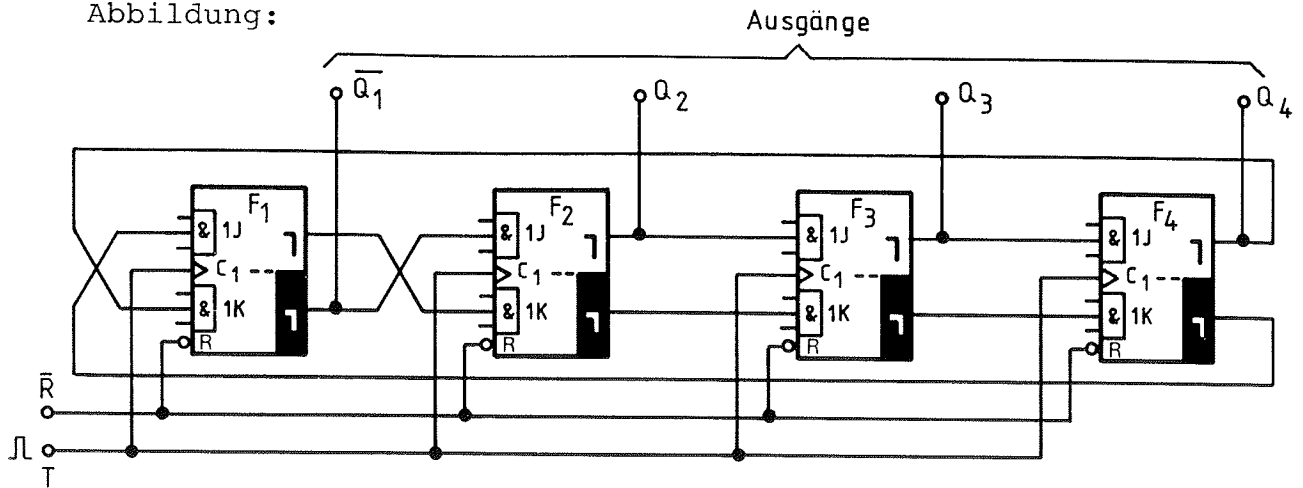 Abbildung:
Ausgänge
Q̅1 Q2 Q3 Q4
F1 F2 F3 F4
& 1J & 1J & 1J & 1J
C1 C1 C1 C1
& 1K & 1K & 1K & 1K
R R R R
R̅
T